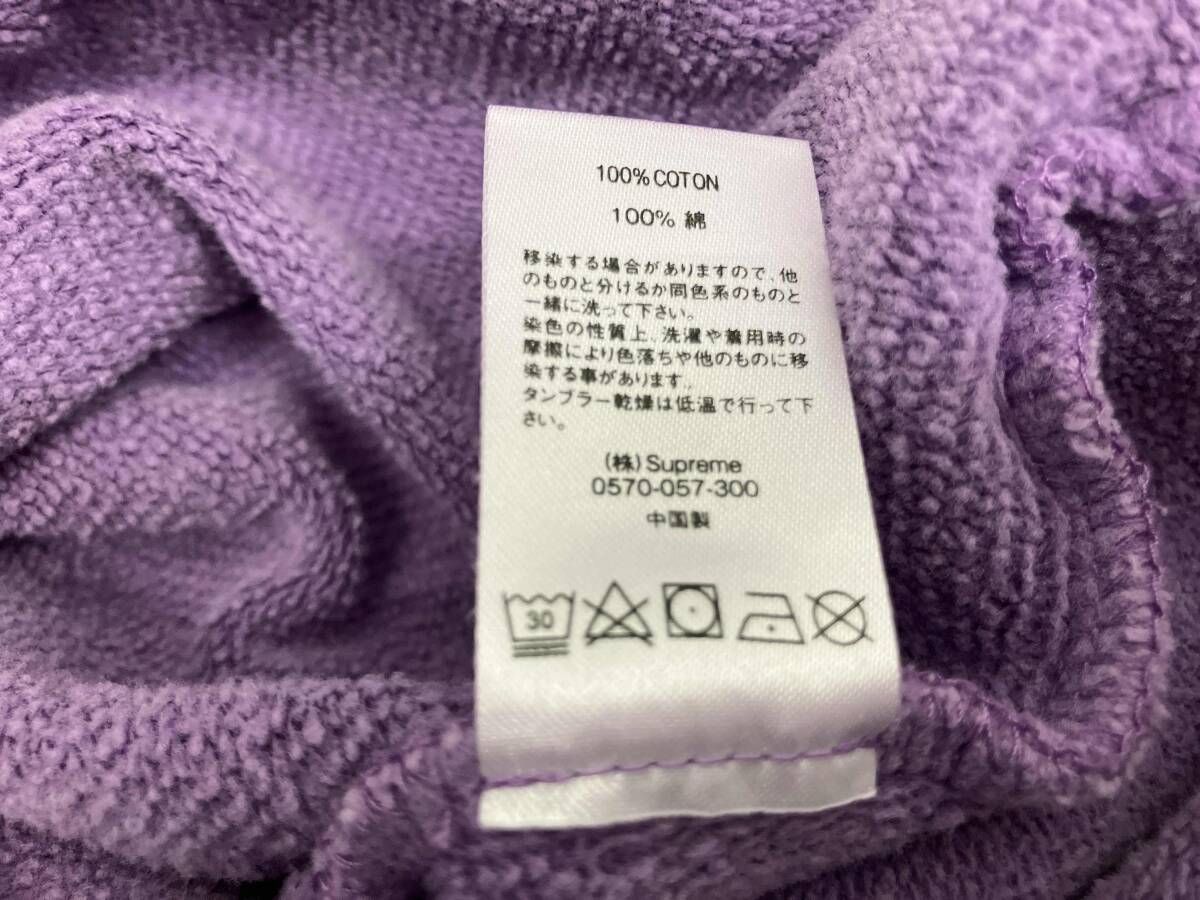 100% COTON
100% 綿
移染する場合がありますので、他
のものと分けるか同色系のものと
一緒に洗って下さい。
染色の性質上、洗濯や着用時の
摩擦により色落ちや他のものに移
染する事があります。
タンブラー乾燥は低温で行って下
さい。
(株)Supreme
0570-057-300
中国製
30